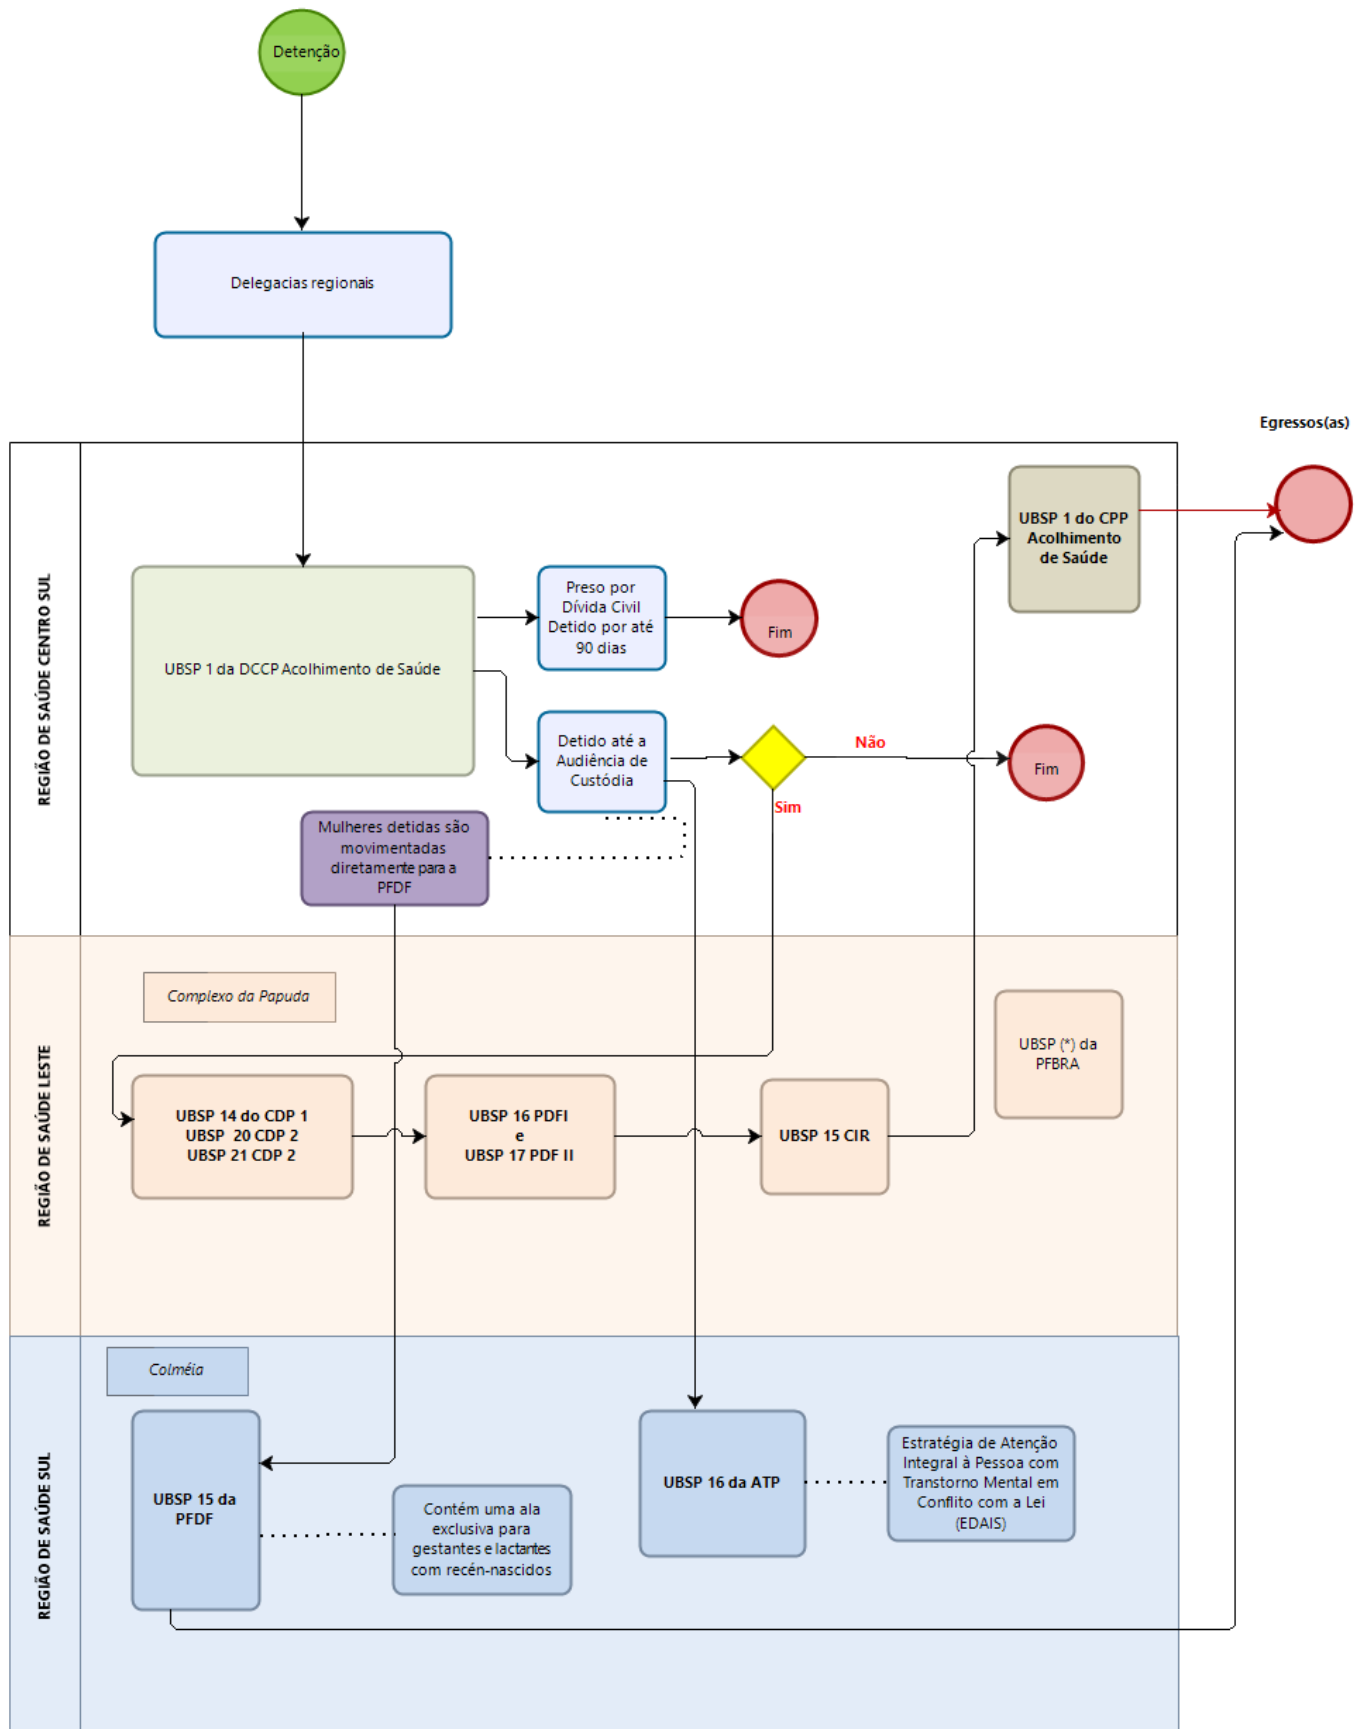 Detenção
Delegacias regionais
Egressos(as)
REGIÃO DE SAÚDE CENTRO SUL
UBSP 1 do CPP
Acolhimento
de Saúde
UBSP 1 da DCCP Acolhimento de Saúde
Preso por
Dívida Civil
Detido por até
90 dias
Fim
Detido até a
Audiência de
Custódia
Não
Sim
Fim
Mulheres detidas são
movimentadas
diretamente para a
PFDF
REGIÃO DE SAÚDE LESTE
Complexo da Papuda
UBSP (*) da
PFBRA
UBSP 14 do CDP 1
UBSP 20 CDP 2
UBSP 21 CDP 2
UBSP 16 PDFI
e
UBSP 17 PDF II
UBSP 15 CIR
REGIÃO DE SAÚDE SUL
Colméia
UBSP 15 da
PFDF
Contém uma ala
exclusiva para
gestantes e lactantes
com recén-nascidos
UBSP 16 da ATP
Estratégia de Atenção
Integral à Pessoa com
Transtorno Mental em
Conflito com a Lei
(EDAIS)